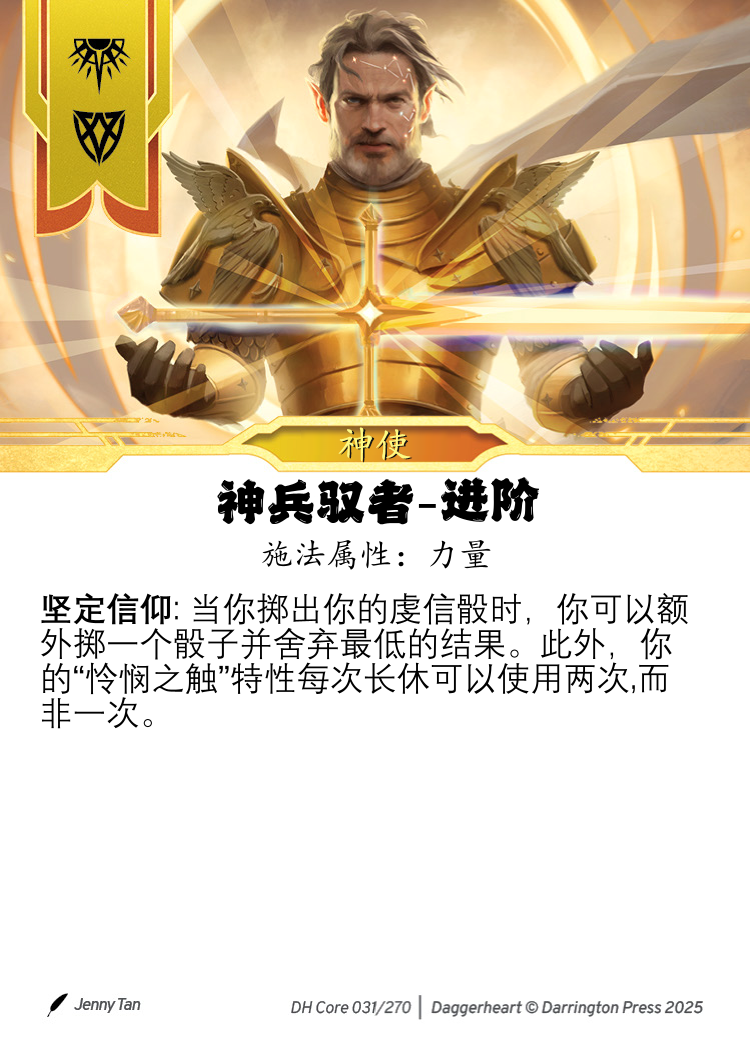 神使
神兵驭者-进阶
施法属性：力量
坚定信仰: 当你掷出你的虔信骰时，你可以额
外掷一个骰子并舍弃最低的结果。此外，你
的“怜悯之触”特性每次长休可以使用两次,而
非一次。
Jenny Tan
DH Core 031/270 | Daggerheart © Darrington Press 2025